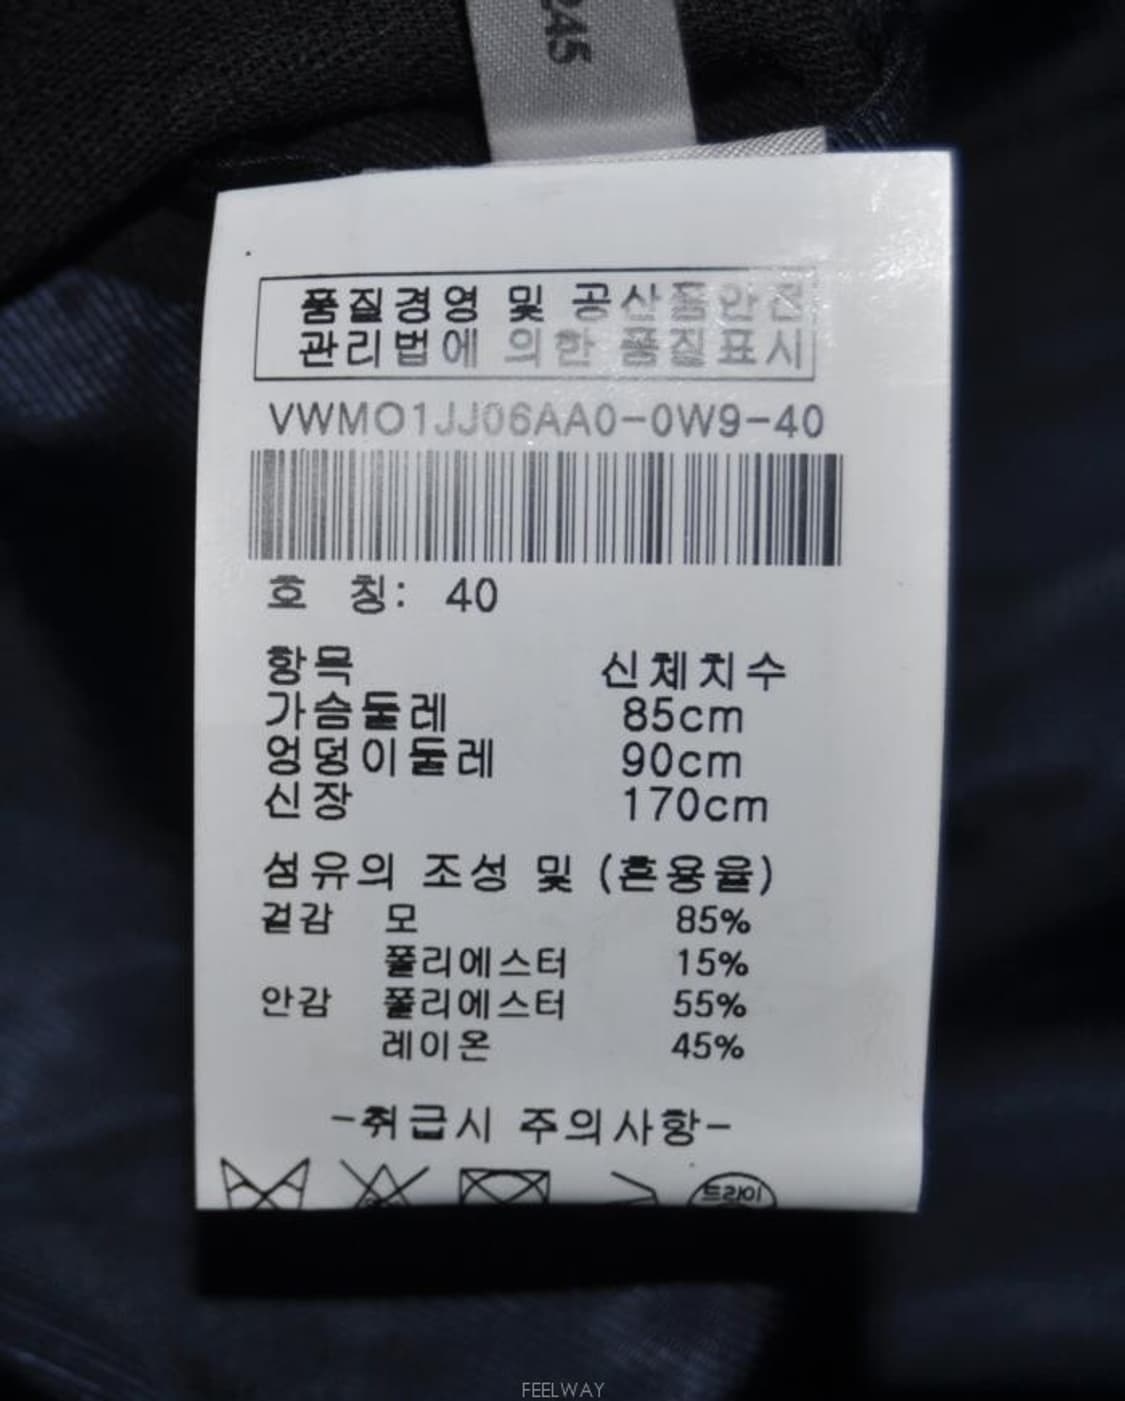 245
품질경영 및 공산품안전
관리법에 의한 품질표시
VWMO1JJ06AA0-0W9-40
호 칭: 40
항목 신체치수
가슴둘레 85cm
엉덩이둘레 90cm
신장 170cm
섬유의 조성 및 (혼용율)
겉감 모 85%
폴리에스터 15%
안감 폴리에스터 55%
레이온 45%
-취급시 주의사항-
드라이
FEELWAY